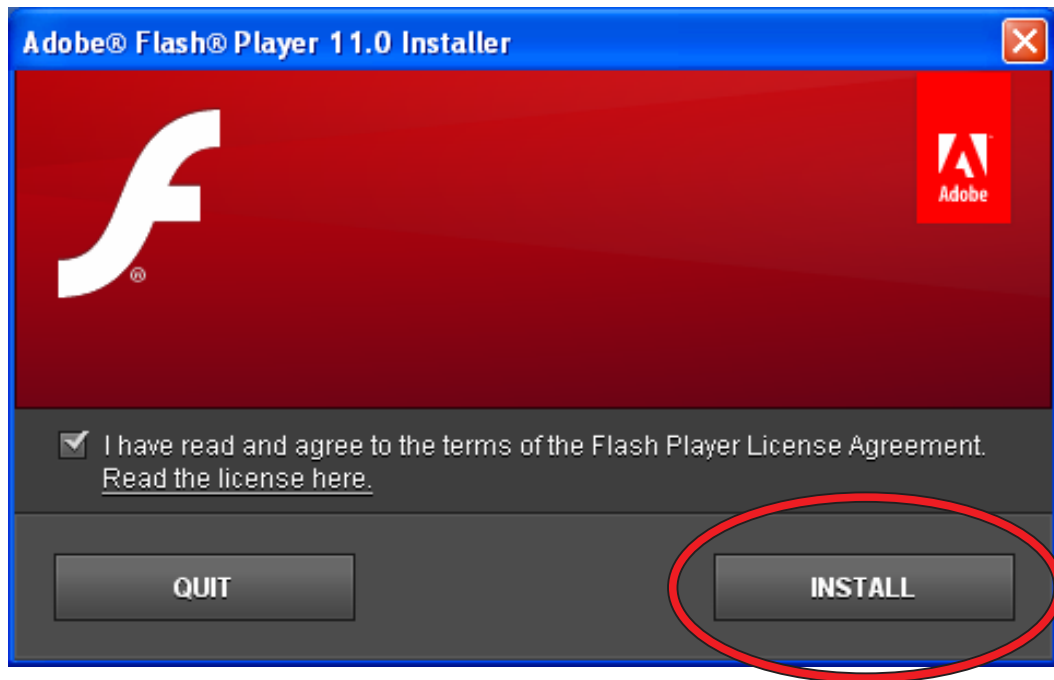 Adobe® Flash® Player 11.0 Installer
®
Adobe
I have read and agree to the terms of the Flash Player License Agreement.
Read the license here.
QUIT
INSTALL